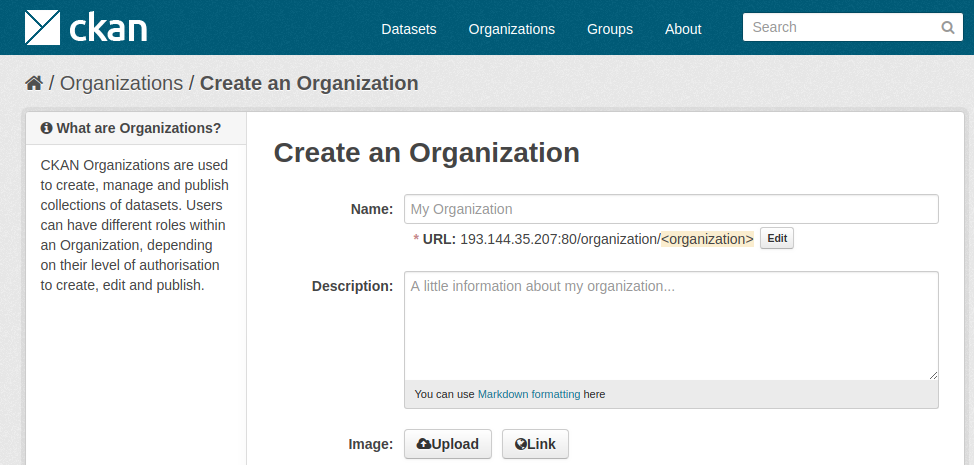 ckan
Datasets Organizations Groups About Search
/ Organizations / Create an Organization
What are Organizations?
CKAN Organizations are used
to create, manage and publish
collections of datasets. Users
can have different roles within
an Organization, depending
on their level of authorisation
to create, edit and publish.
Create an Organization
Name: My Organization
* URL: 193.144.35.207:80/organization/<organization> Edit
Description: A little information about my organization...
You can use Markdown formatting here
Image: Upload Link